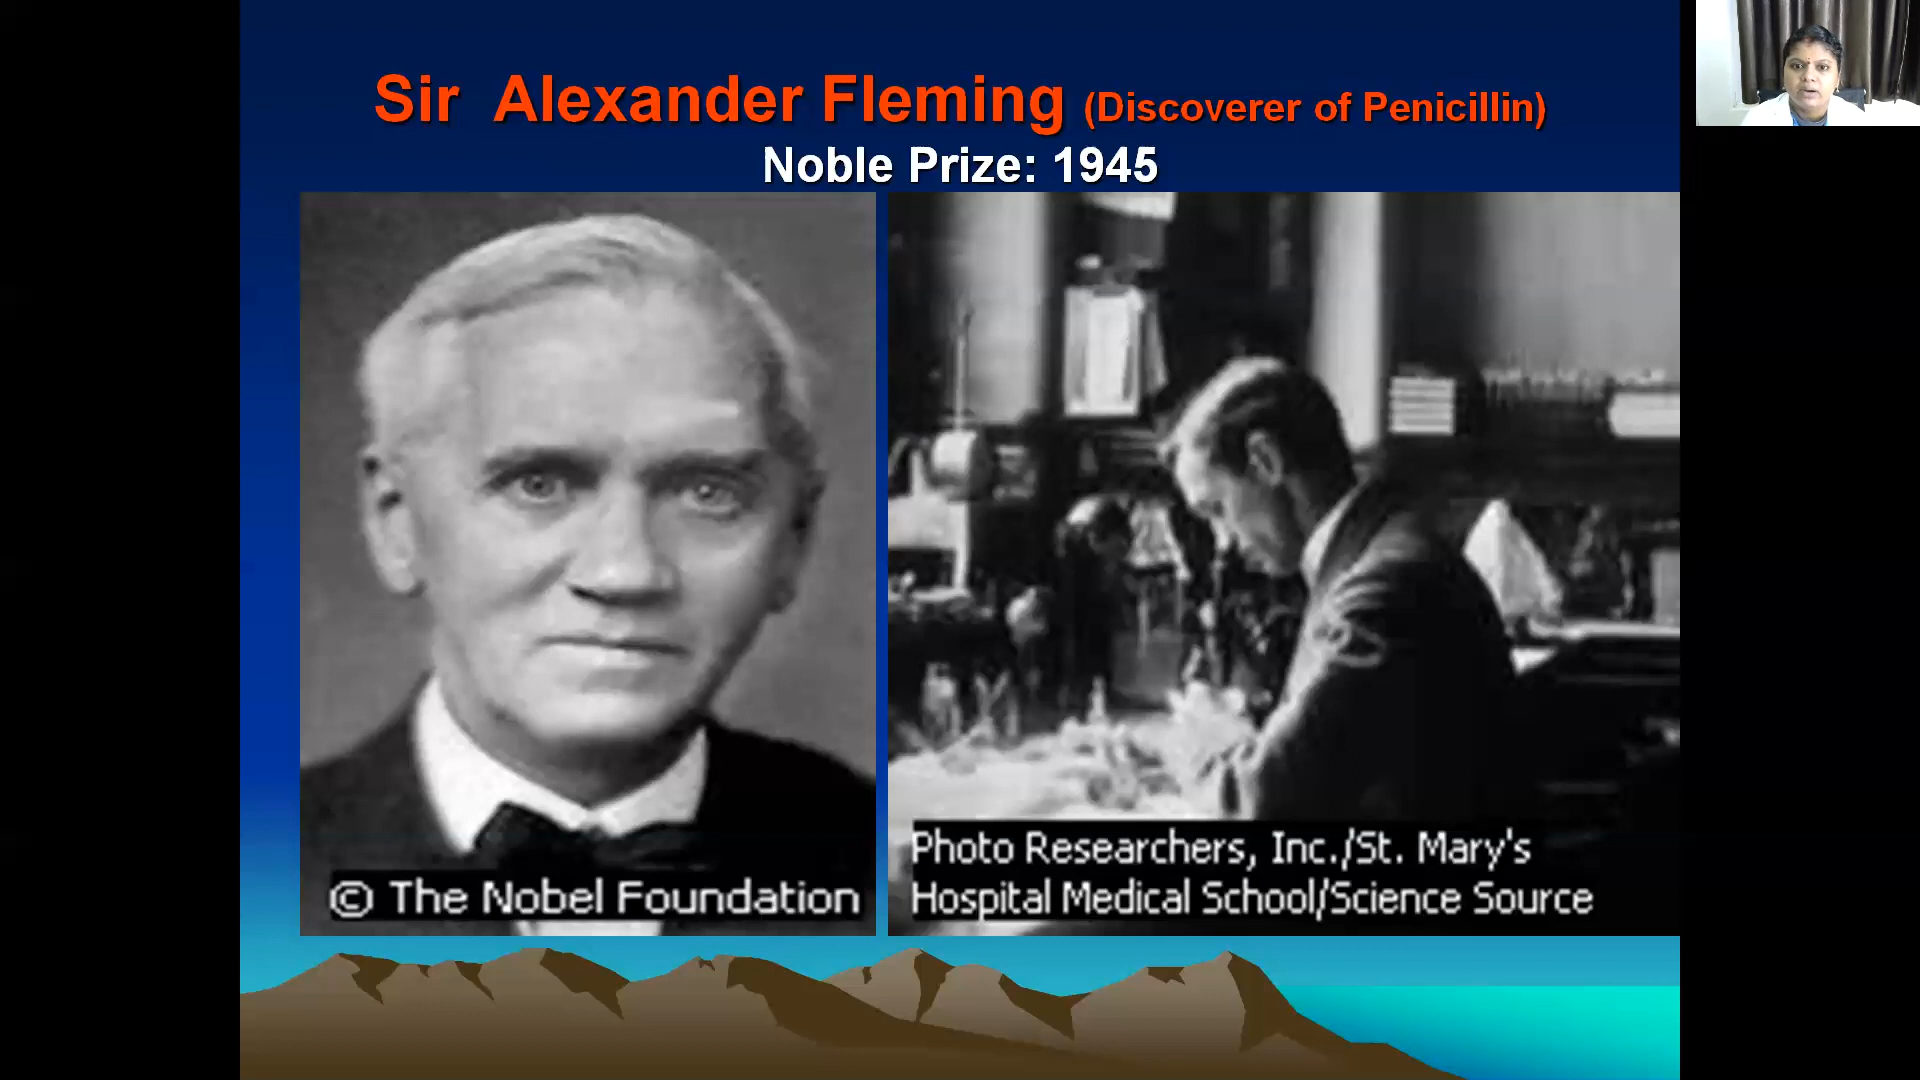 Sir Alexander Fleming (Discoverer of Penicillin)
Noble Prize: 1945
© The Nobel Foundation
Photo Researchers, Inc./St. Mary's
Hospital Medical School/Science Source